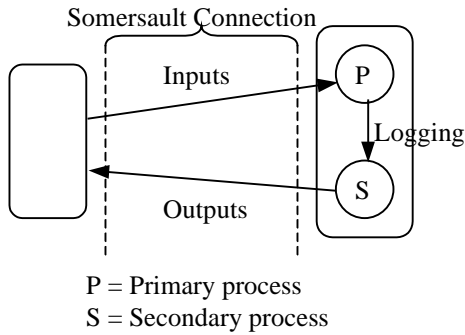 Somersault Connection
Inputs
P
Logging
S
Outputs
P = Primary process
S = Secondary process